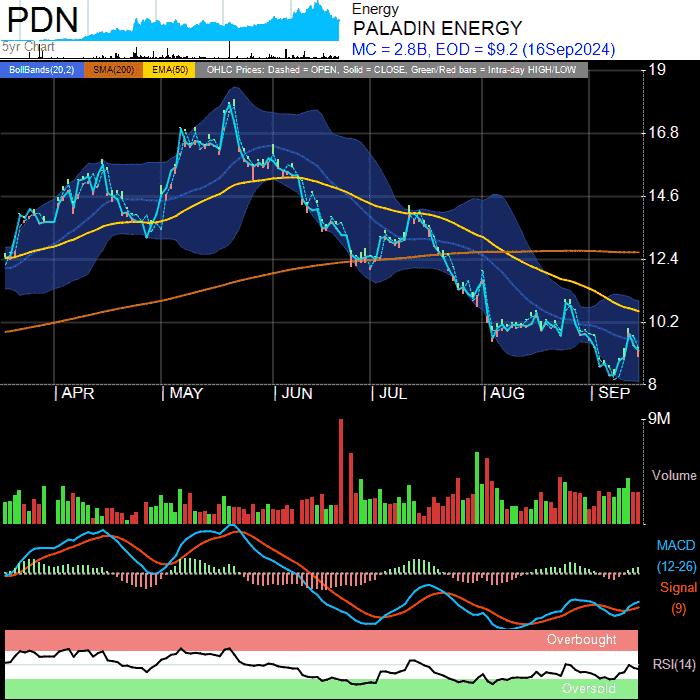 PDN
5yr Chart
Energy
PALADIN ENERGY
MC = 2.8B, EOD = $9.2 (16Sep2024)
BollBands(20,2) SMA(200) EMA(50) OHLC Prices: Dashed = OPEN, Solid = CLOSE, Green/Red bars = Intra-day HIGH/LOW
19
16.8
14.6
12.4
10.2
8
APR MAY JUN JUL AUG SEP
9M
Volume
MACD
(12-26)
Signal
(9)
Overbought
RSI(14)
Oversold